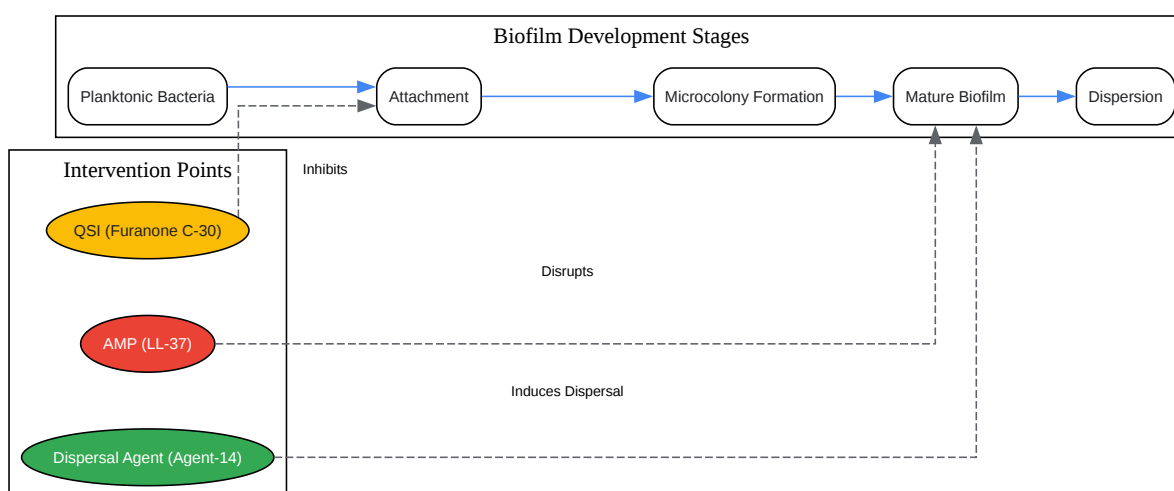 Biofilm Development Stages
Planktonic Bacteria
Attachment
Microcolony Formation
Mature Biofilm
Dispersion
Intervention Points
Inhibits
QSI (Furanone C-30)
Disrupts
AMP (LL-37)
Induces Dispersal
Dispersal Agent (Agent-14)